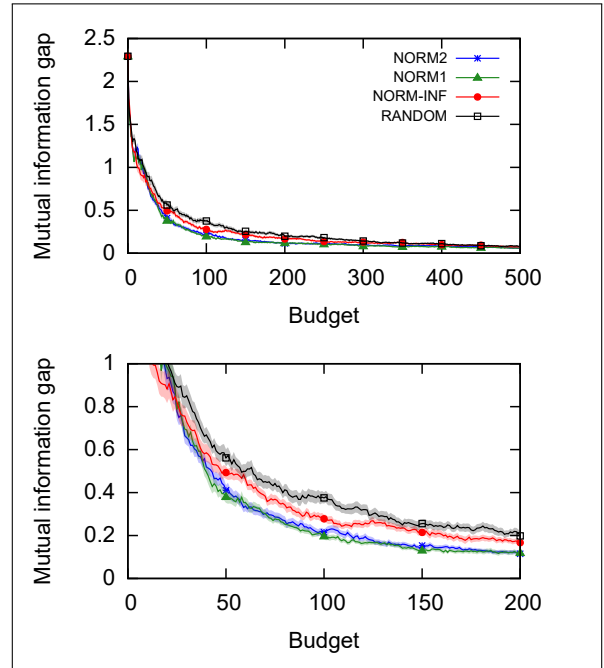 Mutual information gap
2.5
2
1.5
1
0.5
0
NORM2
NORM1
NORM-INF
RANDOM
0 100 200 300 400 500
Budget
Mutual information gap
1
0.8
0.6
0.4
0.2
0
0 50 100 150 200
Budget